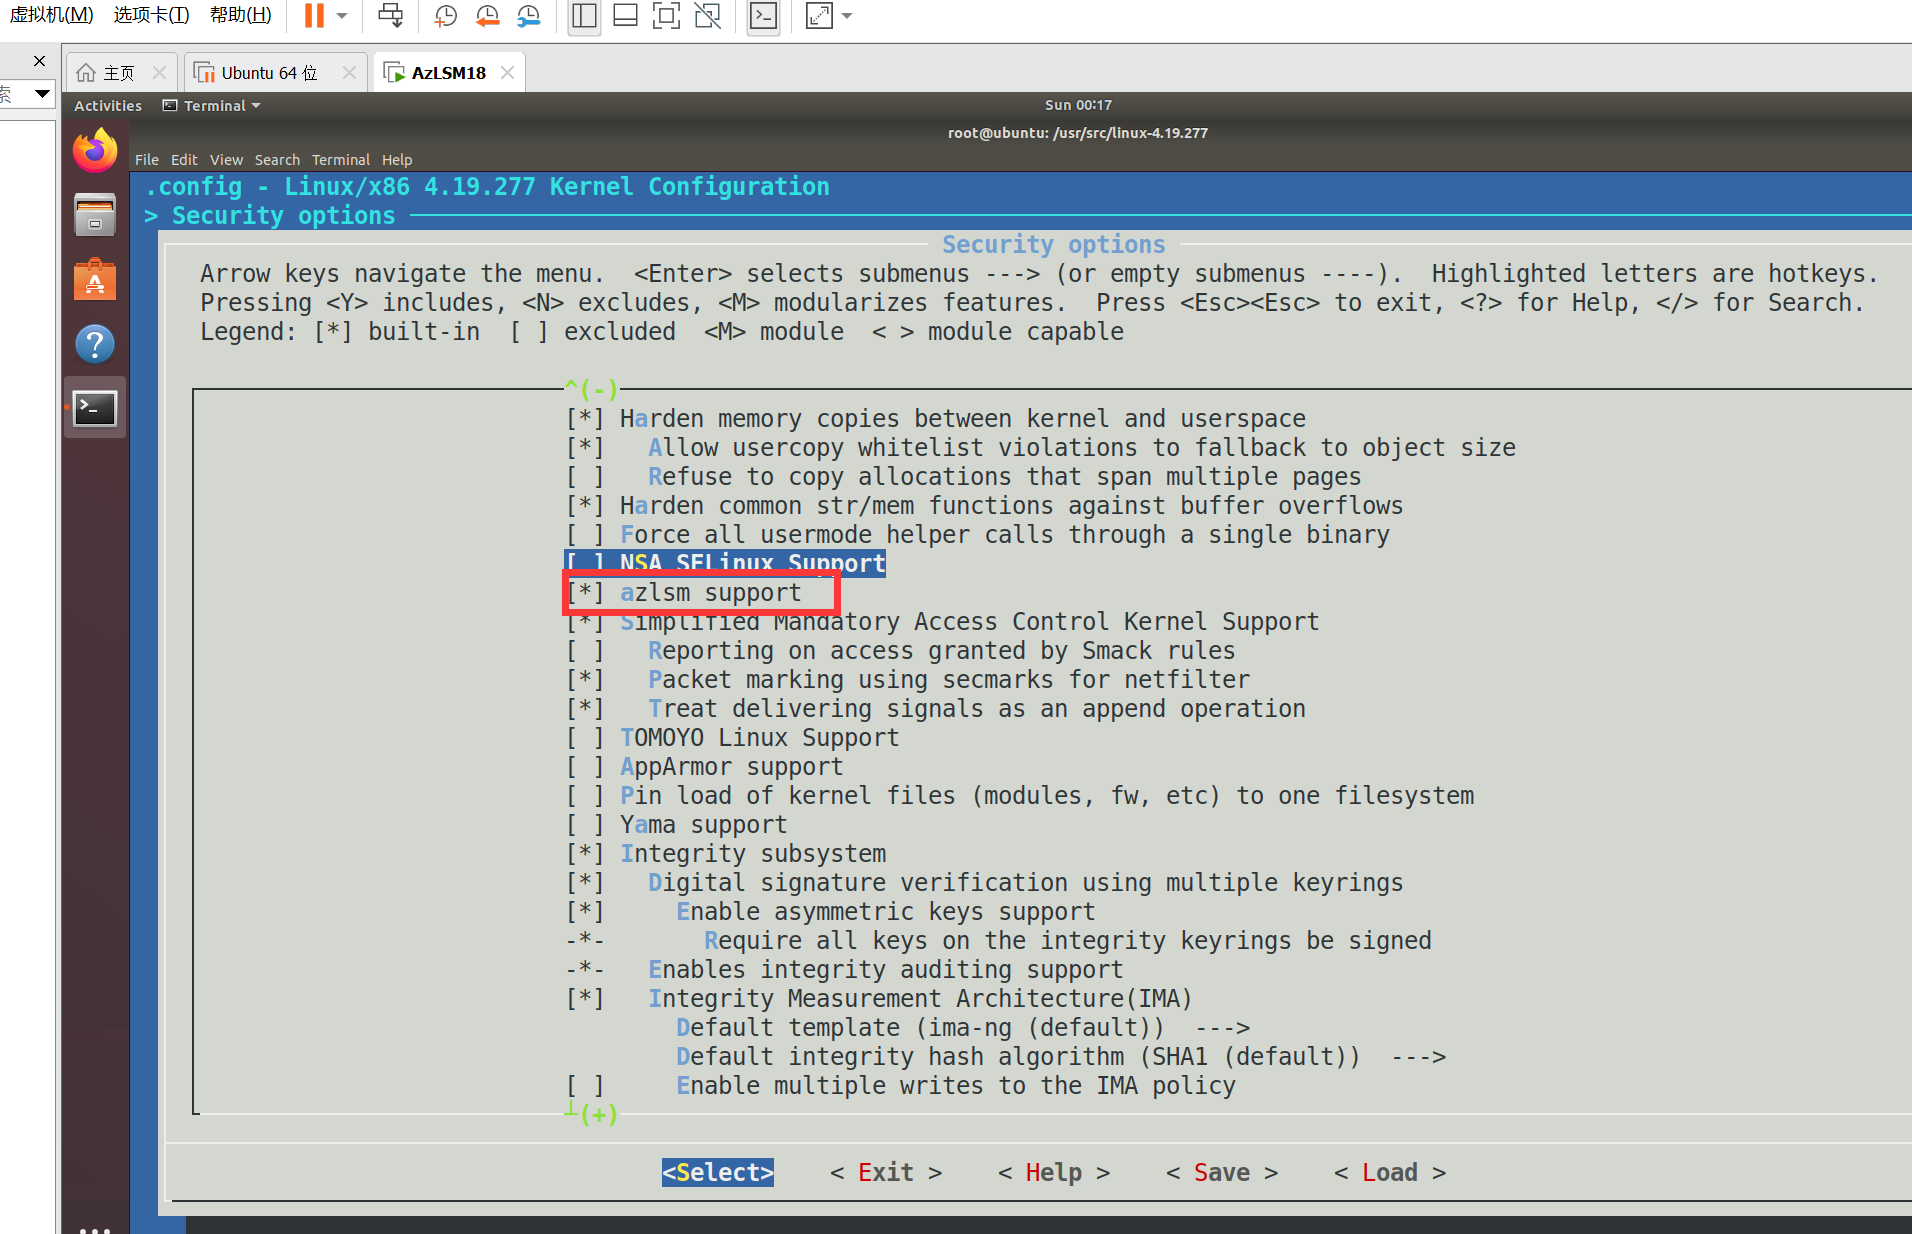 虚拟机(M) 选项卡(T) 帮助(H)
主页 Ubuntu 64 位 AzLSM18
索
Activities Terminal Sun 00:17
root@ubuntu: /usr/src/linux-4.19.277
File Edit View Search Terminal Help
.config - Linux/x86 4.19.277 Kernel Configuration
> Security options
Security options
Arrow keys navigate the menu.  <Enter> selects submenus ---> (or empty submenus ----).  Highlighted letters are hotkeys.
Pressing <Y> includes, <N> excludes, <M> modularizes features.  Press <Esc><Esc> to exit, <?> for Help, </> for Search.
Legend: [*] built-in  [ ] excluded  <M> module  < > module capable
^(-)
[*] Harden memory copies between kernel and userspace
[*]   Allow usercopy whitelist violations to fallback to object size
[ ]   Refuse to copy allocations that span multiple pages
[*] Harden common str/mem functions against buffer overflows
[ ] Force all usermode helper calls through a single binary
[ ] NSA SELinux Support
[*] azlsm support
[*] Simplified Mandatory Access Control Kernel Support
[ ]   Reporting on access granted by Smack rules
[*]   Packet marking using secmarks for netfilter
[*]   Treat delivering signals as an append operation
[ ] TOMOYO Linux Support
[ ] AppArmor support
[ ] Pin load of kernel files (modules, fw, etc) to one filesystem
[ ] Yama support
[*] Integrity subsystem
[*]   Digital signature verification using multiple keyrings
[*]     Enable asymmetric keys support
-*-       Require all keys on the integrity keyrings be signed
-*-   Enables integrity auditing support
[*]   Integrity Measurement Architecture(IMA)
Default template (ima-ng (default))  --->
Default integrity hash algorithm (SHA1 (default))  --->
[ ]     Enable multiple writes to the IMA policy
┴(+)
<Select>    < Exit >    < Help >    < Save >    < Load >